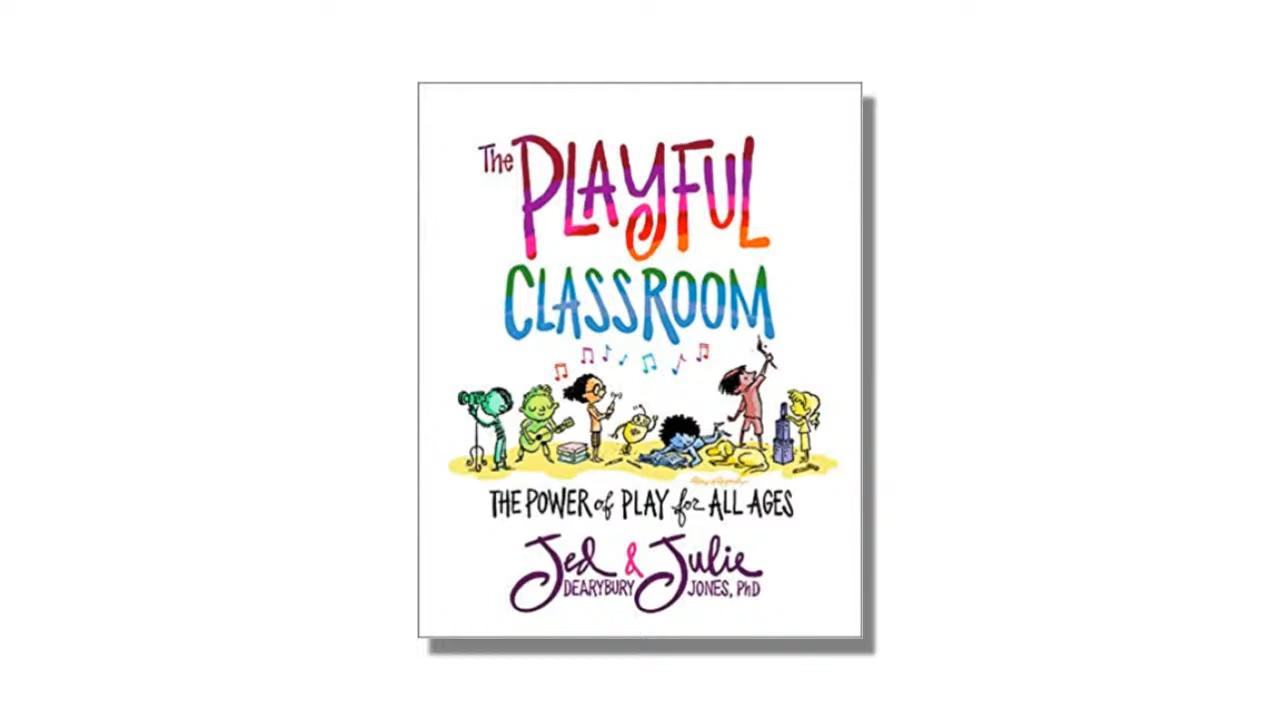 The PLAYFUL
CLASSROOM
THE POWER of PLAY for ALL AGES
Jed & Julie
DEARYBURY JONES, PhD